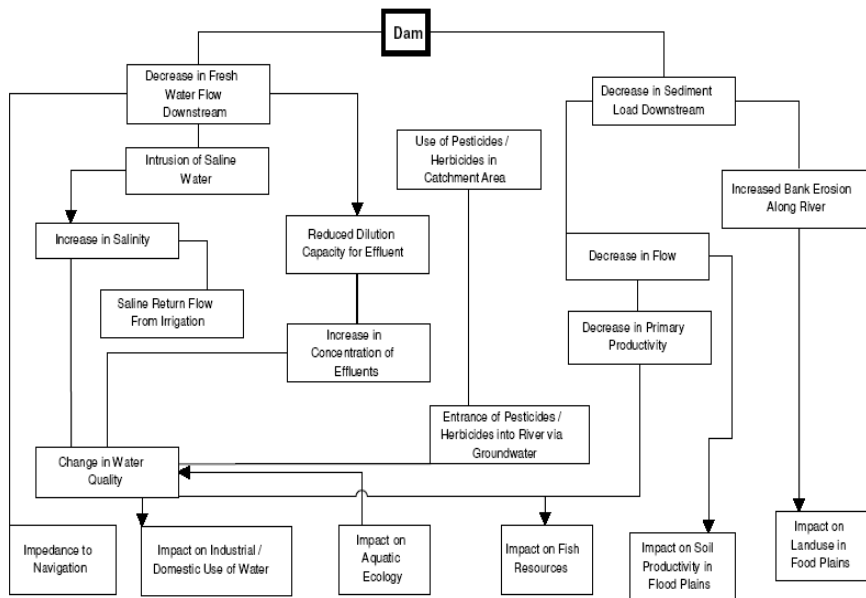 Dam
Decrease in Fresh
Water Flow
Downstream
Decrease in Sediment
Load Downstream
Intrusion of Saline
Water
Use of Pesticides /
Herbicides in
Catchment Area
Increased Bank Erosion
Along River
Increase in Salinity
Reduced Dilution
Capacity for Effluent
Decrease in Flow
Saline Return Flow
From Irrigation
Increase in
Concentration of
Effluents
Decrease in Primary
Productivity
Entrance of Pesticides /
Herbicides into River via
Groundwater
Change in Water
Quality
Impedance to
Navigation
Impact on Industrial /
Domestic Use of Water
Impact on
Aquatic
Ecology
Impact on Fish
Resources
Impact on Soil
Productivity in
Flood Plains
Impact on
Landuse in
Food Plains